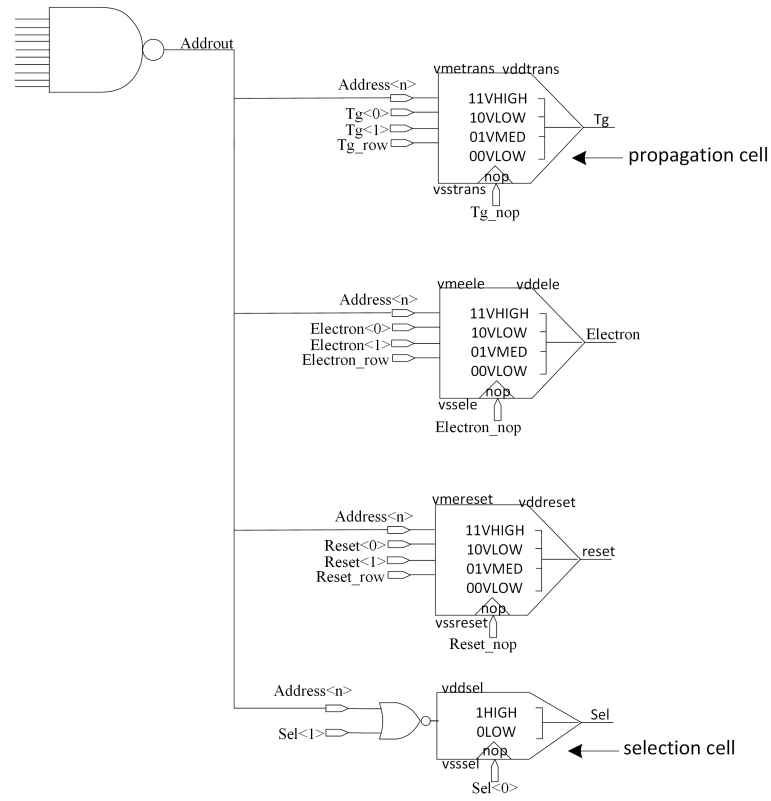 Addrout
vmetrans vddtrans
Address<n>
11VHIGH
Tg<0>
10VLOW
Tg
Tg<1>
01VMED
Tg_row
00VLOW
propagation cell
nop
vsstrans
Tg_nop
vmeele vddele
Address<n>
11VHIGH
Electron<0>
10VLOW
Electron
Electron<1>
01VMED
Electron_row
00VLOW
nop
vssele
Electron_nop
vmereset vddreset
Address<n>
11VHIGH
Reset<0>
10VLOW
reset
Reset<1>
01VMED
Reset_row
00VLOW
nop
vssreset
Reset_nop
Address<n>
vddsel
1HIGH
Sel
Sel<1>
0LOW
nop
selection cell
vsssel
Sel<0>